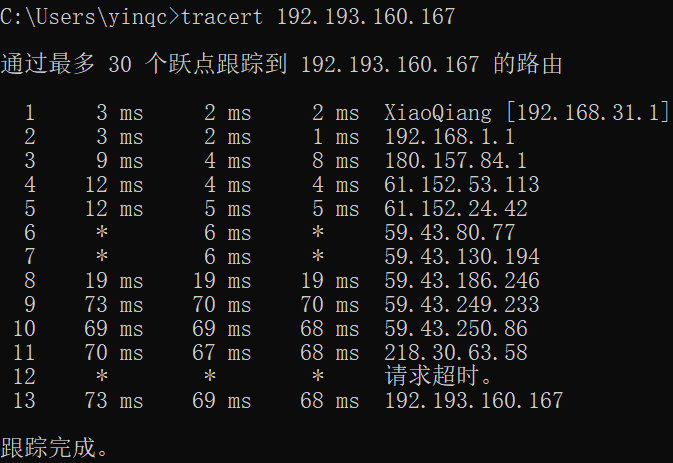 C:\Users\yinqc>tracert 192.193.160.167
通过最多 30 个跃点跟踪到 192.193.160.167 的路由
1 3 ms 2 ms 2 ms XiaoQiang [192.168.31.1]
2 3 ms 2 ms 1 ms 192.168.1.1
3 9 ms 4 ms 8 ms 180.157.84.1
4 12 ms 4 ms 4 ms 61.152.53.113
5 12 ms 5 ms 5 ms 61.152.24.42
6 * 6 ms * 59.43.80.77
7 * 6 ms * 59.43.130.194
8 19 ms 19 ms 19 ms 59.43.186.246
9 73 ms 70 ms 70 ms 59.43.249.233
10 69 ms 69 ms 68 ms 59.43.250.86
11 70 ms 67 ms 68 ms 218.30.63.58
12 * * * 请求超时。
13 73 ms 69 ms 68 ms 192.193.160.167
跟踪完成。